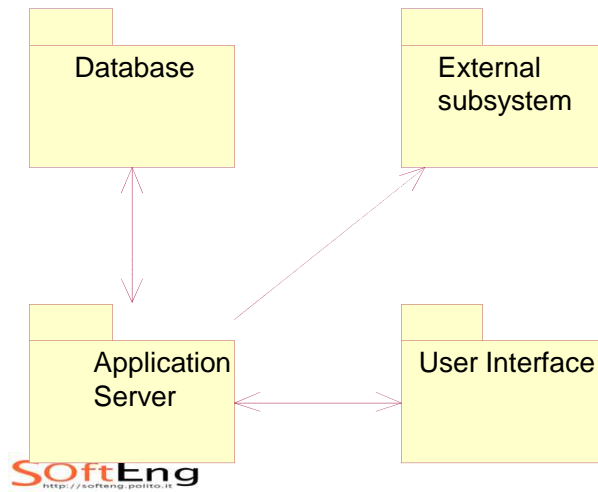 Database
External
subsystem
Application
Server
User Interface
SOftEng
http://softeng.polito.it